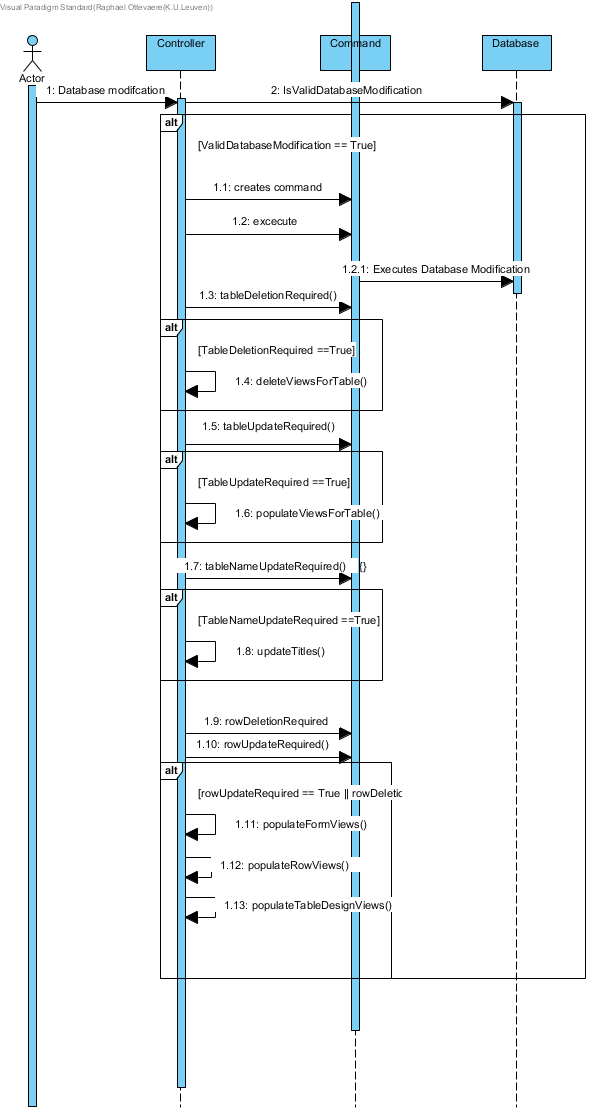 Visual Paradigm Standard(Raphael Ottevaere(K.U.Leuven))
Controller
Command
Database
Actor
1: Database modifcation
2: IsValidDatabaseModification
alt
[ValidDatabaseModification == True]
1.1: creates command
1.2: excecute
1.2.1: Executes Database Modification
1.3: tableDeletionRequired()
alt
[TableDeletionRequired ==True]
1.4: deleteViewsForTable()
1.5: tableUpdateRequired()
alt
[TableUpdateRequired ==True]
1.6: populateViewsForTable()
1.7: tableNameUpdateRequired() {}
alt
[TableNameUpdateRequired ==True]
1.8: updateTitles()
1.9: rowDeletionRequired
1.10: rowUpdateRequired()
alt
[rowUpdateRequired == True || rowDeletic
1.11: populateFormViews()
1.12: populateRowViews()
1.13: populateTableDesignViews()